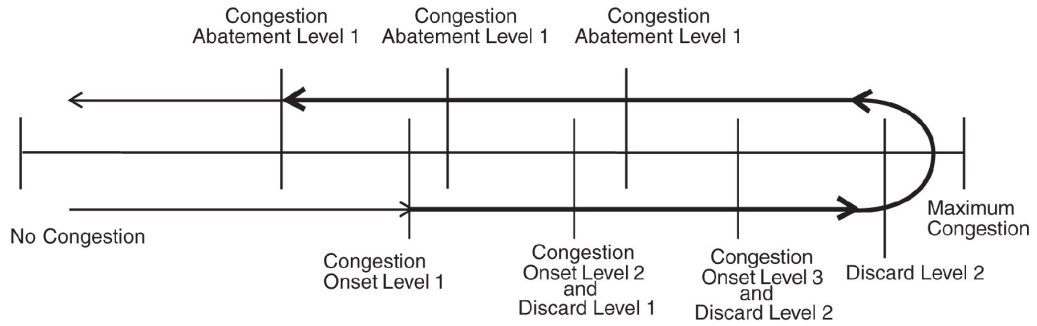 Congestion
Abatement Level 1
Congestion
Abatement Level 1
Congestion
Abatement Level 1
No Congestion
Maximum
Congestion
Congestion
Onset Level 1
Congestion
Onset Level 2
and
Discard Level 1
Congestion
Onset Level 3
and
Discard Level 2
Discard Level 2